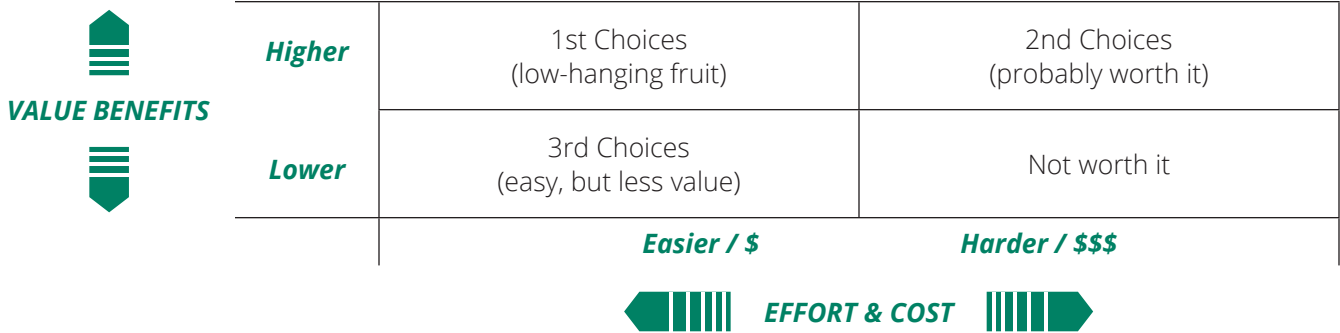 Higher
1st Choices
(low-hanging fruit)
2nd Choices
(probably worth it)
VALUE BENEFITS
Lower
3rd Choices
(easy, but less value)
Not worth it
Easier / $
Harder / $$$
EFFORT & COST